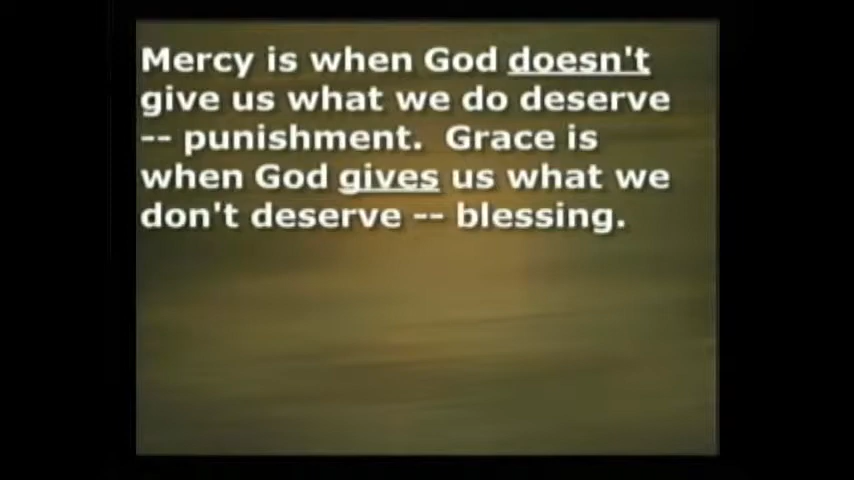 Mercy is when God doesn't
give us what we do deserve
-- punishment.  Grace is
when God gives us what we
don't deserve -- blessing.